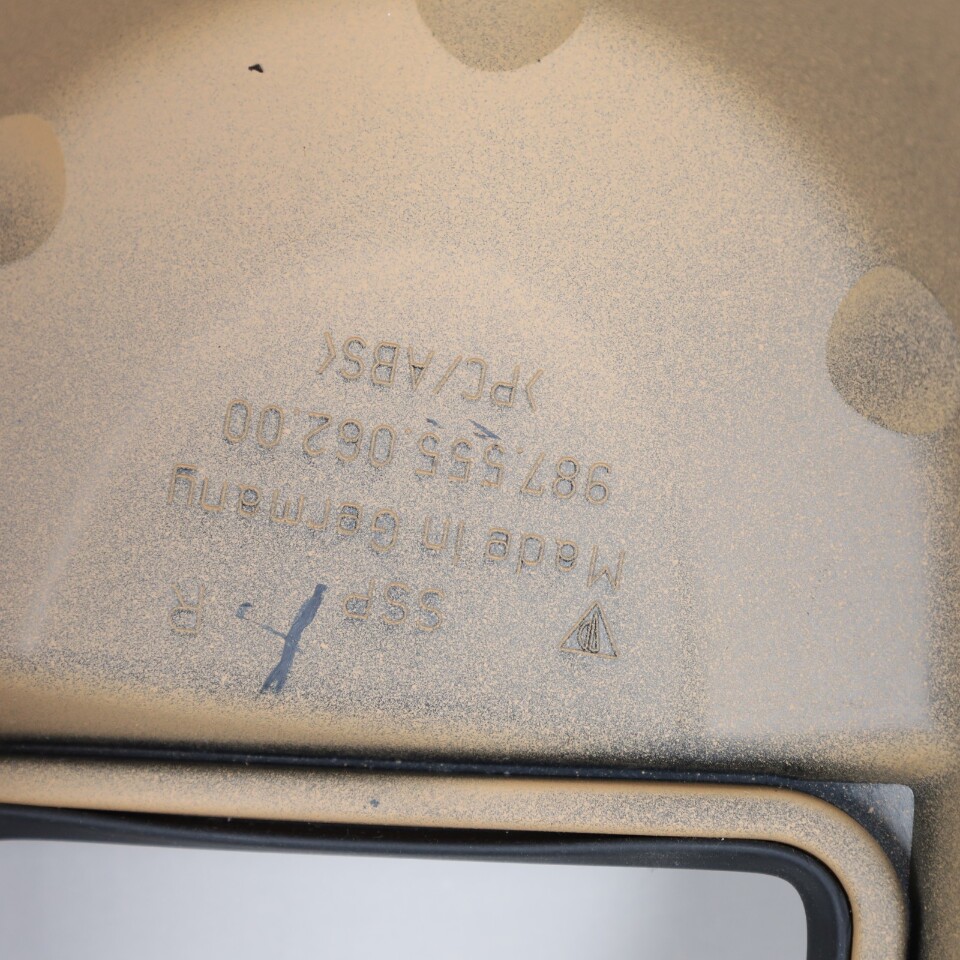 SSP R
Made in Germany
987.555.062.00
>PC/ABS<